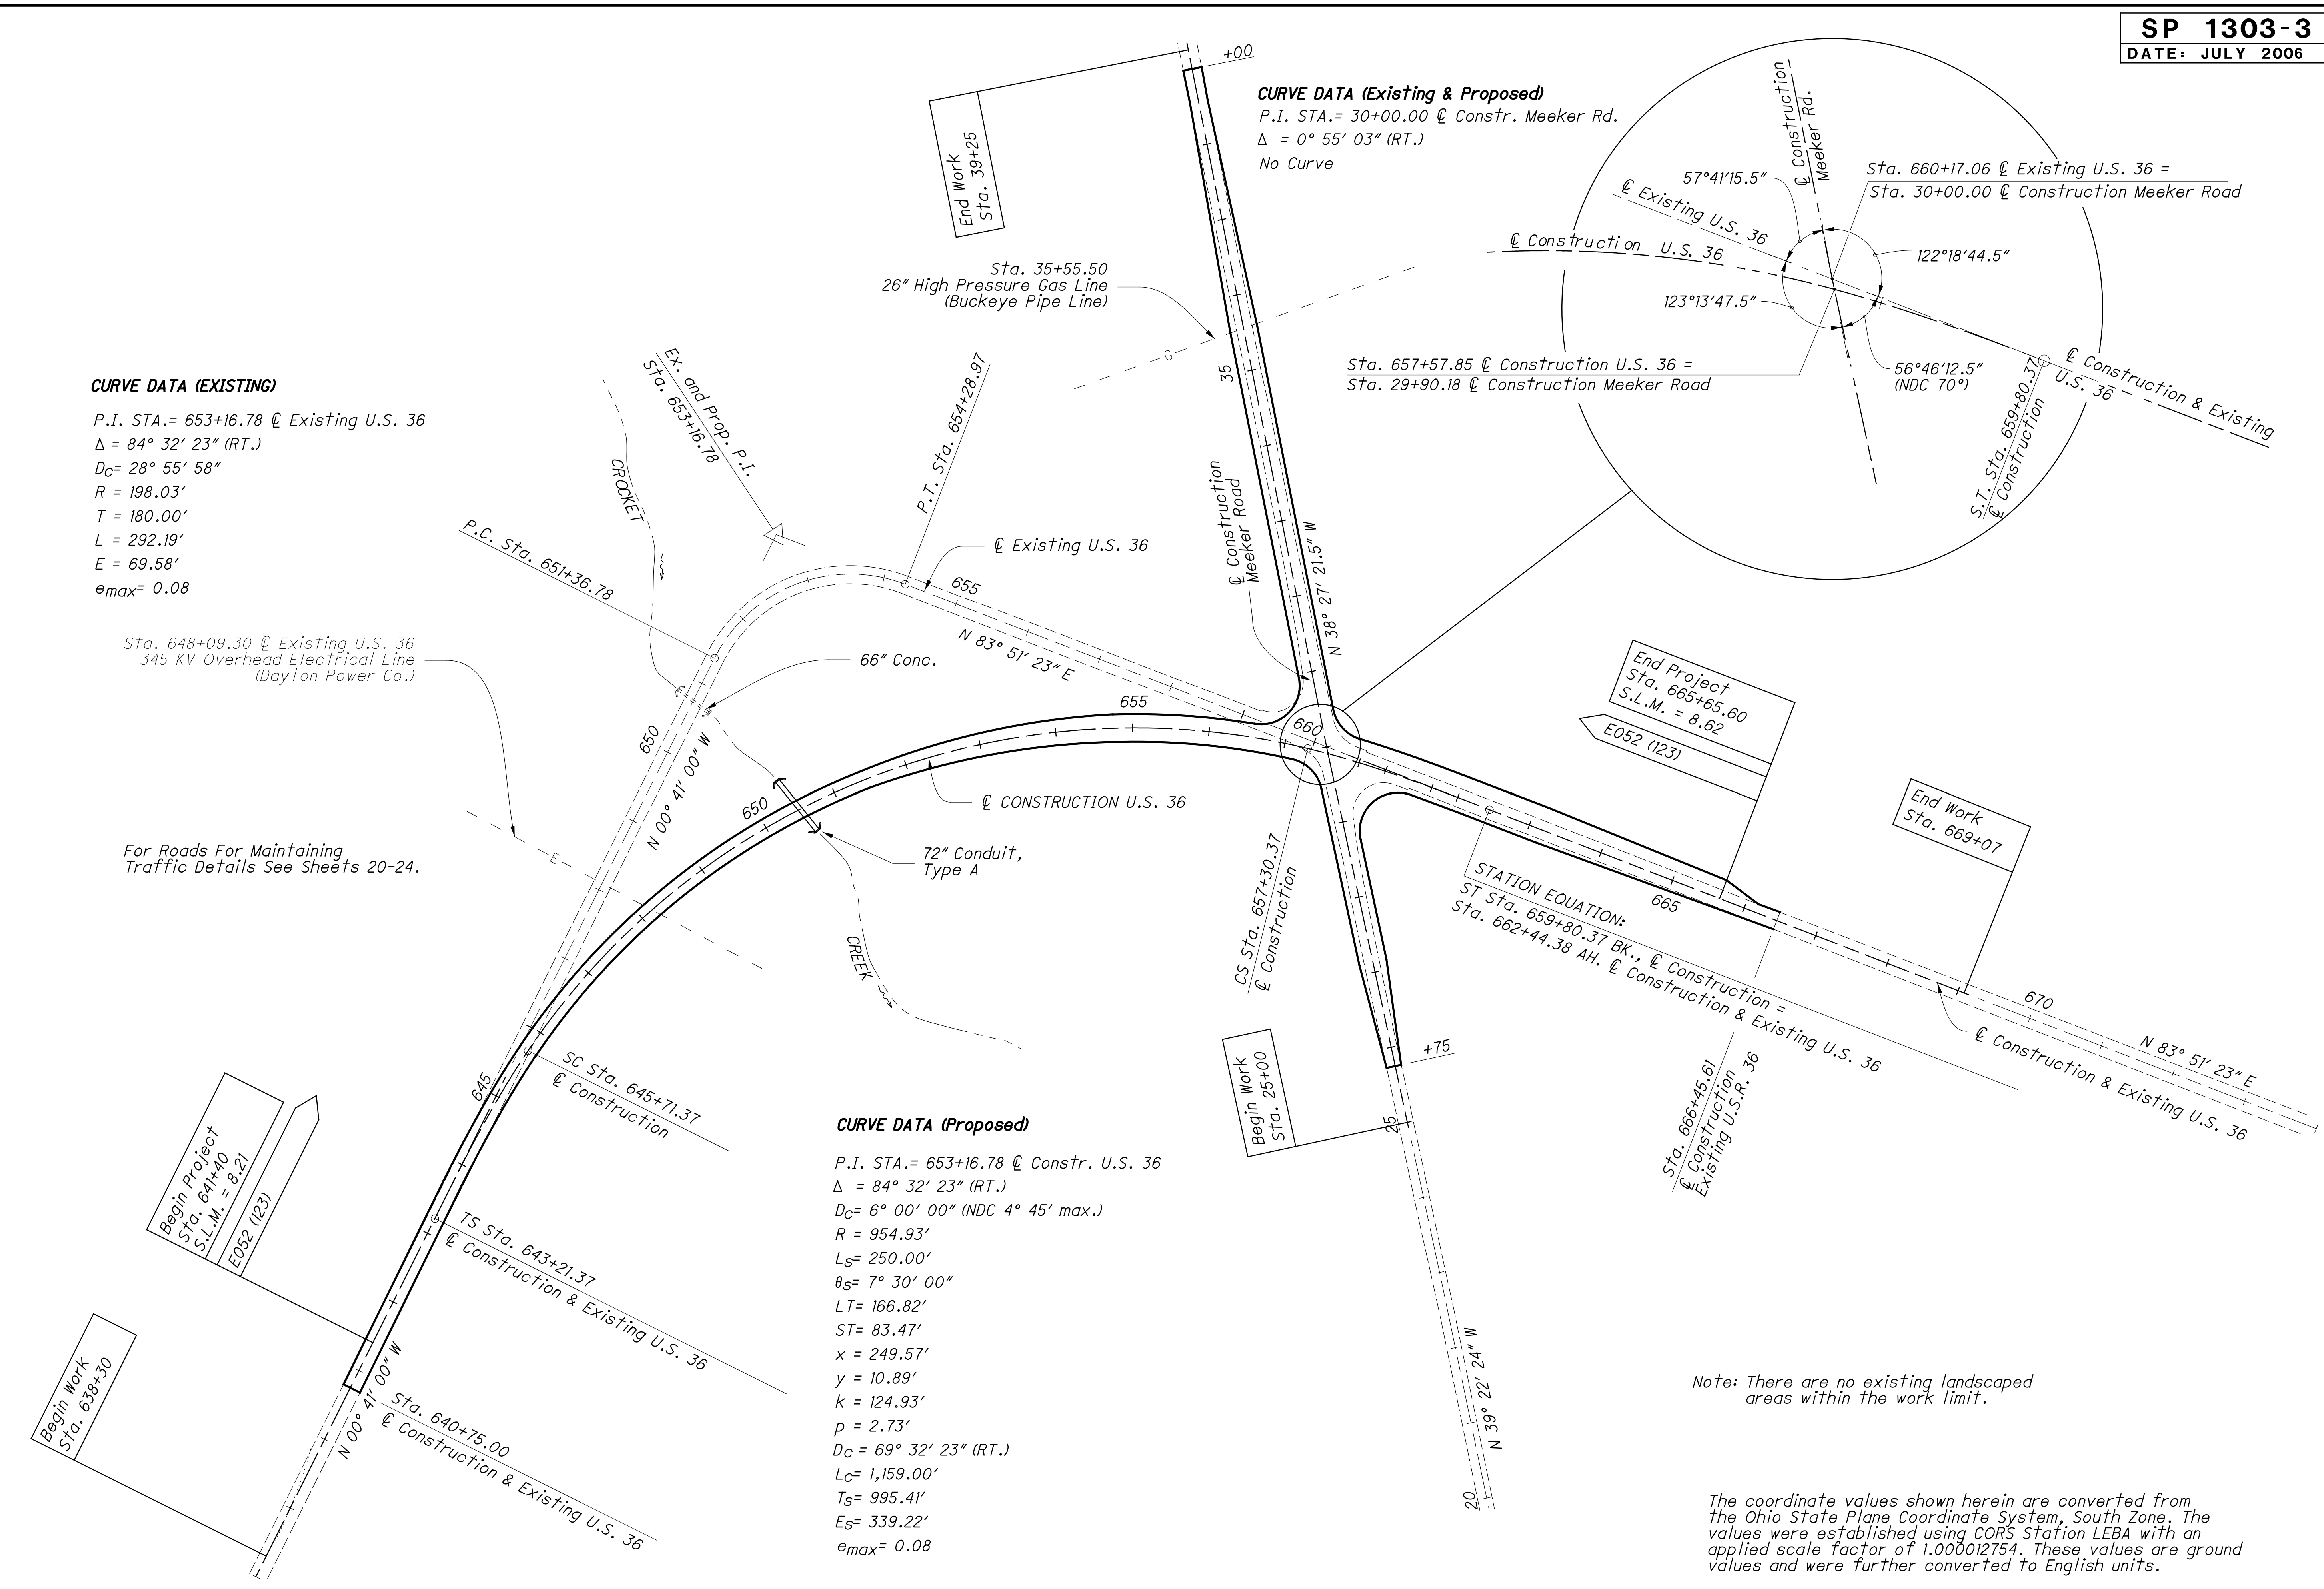 SP 1303-3
DATE: JULY 2006
+00
CURVE DATA (Existing & Proposed)
P.I. STA.= 30+00.00 ℄ Constr. Meeker Rd.
Δ = 0° 55′ 03″ (RT.)
No Curve
End Work
Sta. 39+25
℄ Construction
Meeker Rd.
57°41′15.5″
Sta. 660+17.06 ℄ Existing U.S. 36 =
Sta. 30+00.00 ℄ Construction Meeker Road
℄ Existing U.S. 36
℄ Construction U.S. 36
122°18′44.5″
123°13′47.5″
Sta. 657+57.85 ℄ Construction U.S. 36 =
Sta. 29+90.18 ℄ Construction Meeker Road
56°46′12.5″
(NDC 70°)
℄ Construction & Existing
U.S. 36
S.T. Sta. 659+80.37
℄ Construction
Sta. 35+55.50
26″ High Pressure Gas Line
(Buckeye Pipe Line)
G
35
CURVE DATA (EXISTING)
P.I. STA.= 653+16.78 ℄ Existing U.S. 36
Δ = 84° 32′ 23″ (RT.)
DC= 28° 55′ 58″
R = 198.03′
T = 180.00′
L = 292.19′
E = 69.58′
emax= 0.08
Ex. and Prop. P.I.
Sta. 653+16.78
P.T. Sta. 654+28.97
CROCKET
P.C. Sta. 651+36.78
℄ Existing U.S. 36
655
N 83° 51′ 23″ E
℄ Construction
Meeker Road
N 38° 27′ 21.5″ W
Sta. 648+09.30 ℄ Existing U.S. 36
345 KV Overhead Electrical Line
(Dayton Power Co.)
66″ Conc.
650
N 00° 41′ 00″ W
655
660
650
℄ CONSTRUCTION U.S. 36
End Project
Sta. 665+65.60
S.L.M. = 8.62
E052 (123)
End Work
Sta. 669+07
For Roads For Maintaining
Traffic Details See Sheets 20-24.
E
72″ Conduit,
Type A
CREEK
CS Sta. 657+30.37
℄ Construction
STATION EQUATION:
ST Sta. 659+80.37 BK., ℄ Construction =
Sta. 662+44.38 AH. ℄ Construction & Existing U.S. 36
665
670
N 83° 51′ 23″ E
℄ Construction & Existing U.S. 36
Sta. 666+45.61
℄ Construction
Existing U.S.R. 36
645
SC Sta. 645+71.37
℄ Construction
Begin Work
Sta. 25+00
+75
25
Begin Project
Sta. 641+40
S.L.M. = 8.21
E052 (123)
TS Sta. 643+21.37
℄ Construction & Existing U.S. 36
CURVE DATA (Proposed)
P.I. STA.= 653+16.78 ℄ Constr. U.S. 36
Δ = 84° 32′ 23″ (RT.)
DC= 6° 00′ 00″ (NDC 4° 45′ max.)
R = 954.93′
LS= 250.00′
θS= 7° 30′ 00″
LT= 166.82′
ST= 83.47′
x = 249.57′
y = 10.89′
k = 124.93′
p = 2.73′
DC = 69° 32′ 23″ (RT.)
LC= 1,159.00′
TS= 995.41′
ES= 339.22′
emax= 0.08
Begin Work
Sta. 638+30
N 00° 41′ 00″ W
Sta. 640+75.00
℄ Construction & Existing U.S. 36
N 39° 22′ 24″ W
20
Note: There are no existing landscaped
areas within the work limit.
The coordinate values shown herein are converted from
the Ohio State Plane Coordinate System, South Zone. The
values were established using CORS Station LEBA with an
applied scale factor of 1.000012754. These values are ground
values and were further converted to English units.